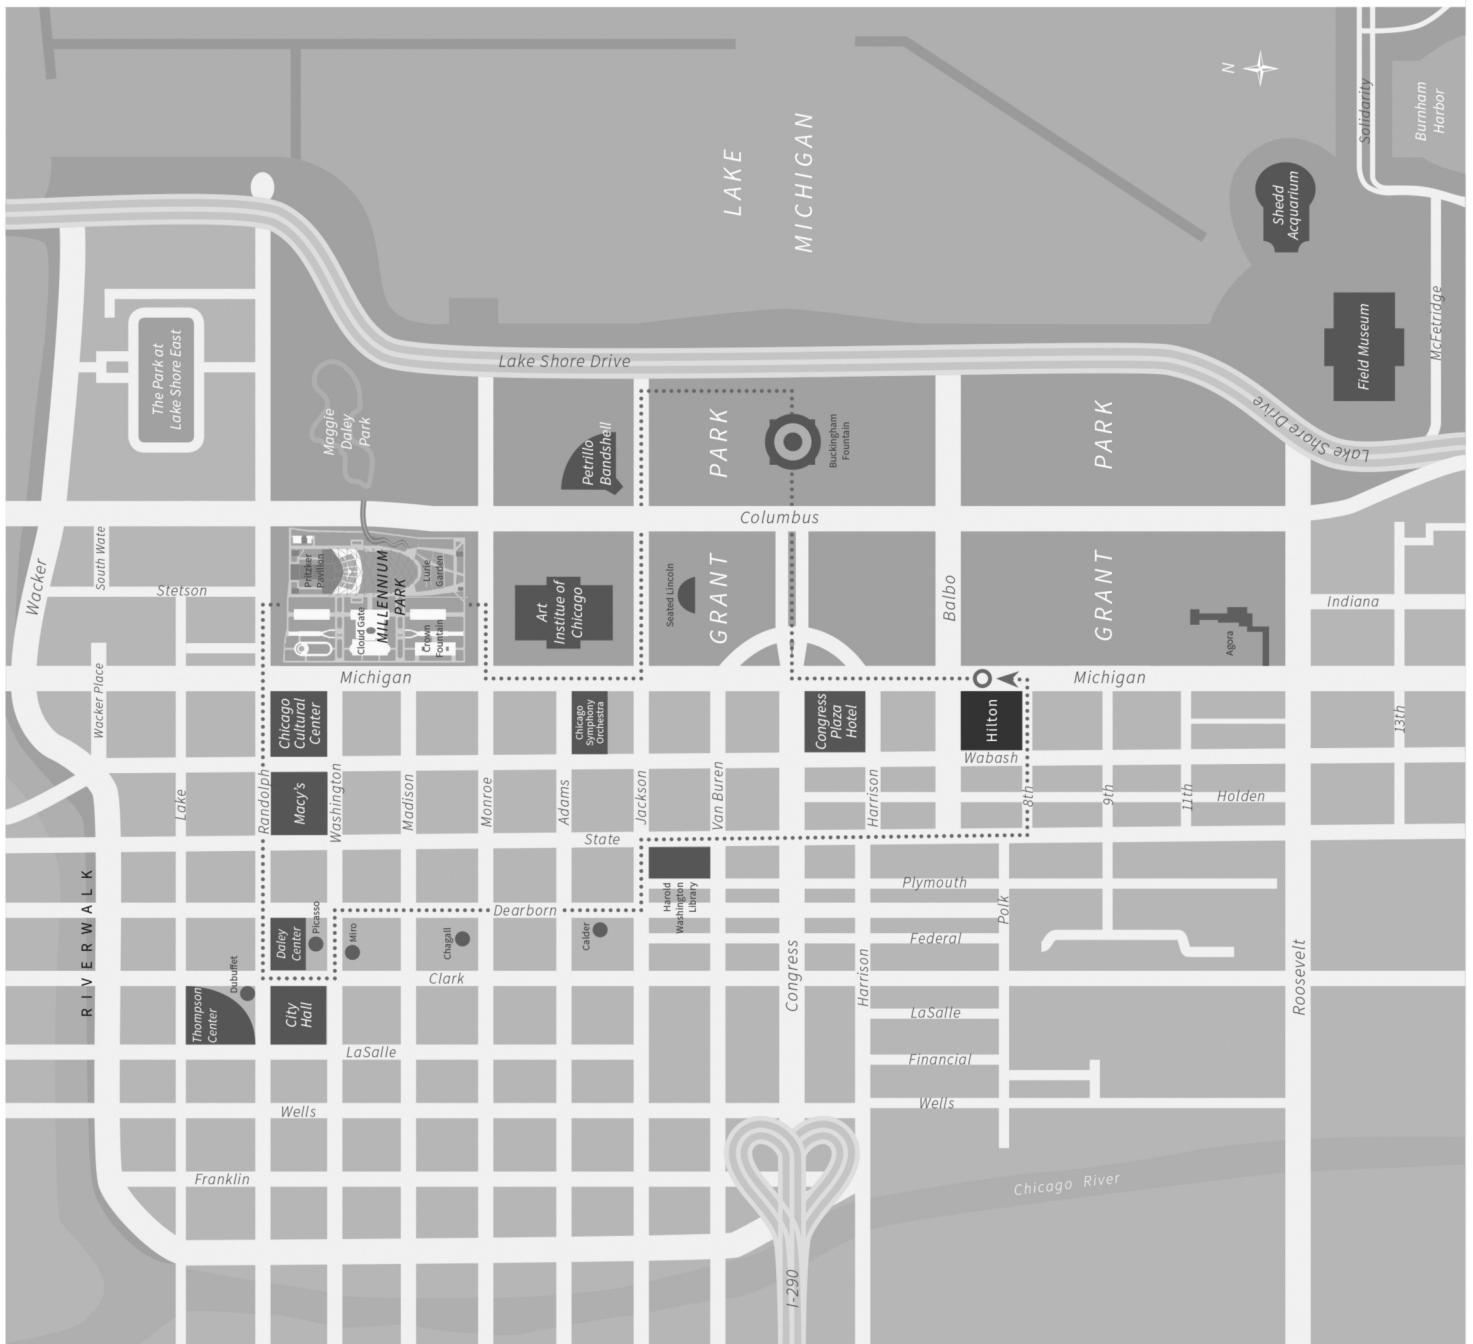 N
Solidarity
Burnham
Harbor
LAKE
MICHIGAN
Shedd
Acquarium
Field Museum
McFetridge
Lake Shore Drive
Lake Shore Drive
The Park at
Lake Shore East
Maggie
Daley
Park
Petrillo
Bandshell
PARK
Buckingham
Fountain
PARK
Columbus
Wacker
South Wate
Stetson
Pritzker
Pavilion
MILLENNIUM
PARK
Lurie
Garden
Cloud Gate
Crown
Fountain
Art
Institue of
Chicago
Seated Lincoln
GRANT
Balbo
GRANT
Agora
Indiana
Michigan
Michigan
Wacker Place
Chicago
Cultural
Center
Chicago
Symphony
Orchestra
Congress
Plaza
Hotel
Hilton
13th
Wabash
Lake
Randolph
Macy's
Washington
Madison
Monroe
Adams
Jackson
Van Buren
Harrison
8th
9th
11th
Holden
State
RIVERWALK
Harold
Washington
Library
Plymouth
Polk
Dearborn
Daley
Center
Picasso
Miro
Chagall
Calder
Federal
Dubuffet
Clark
Congress
Harrison
Roosevelt
Thompson
Center
City
Hall
LaSalle
LaSalle
Financial
Wells
Wells
Franklin
Chicago River
I-290